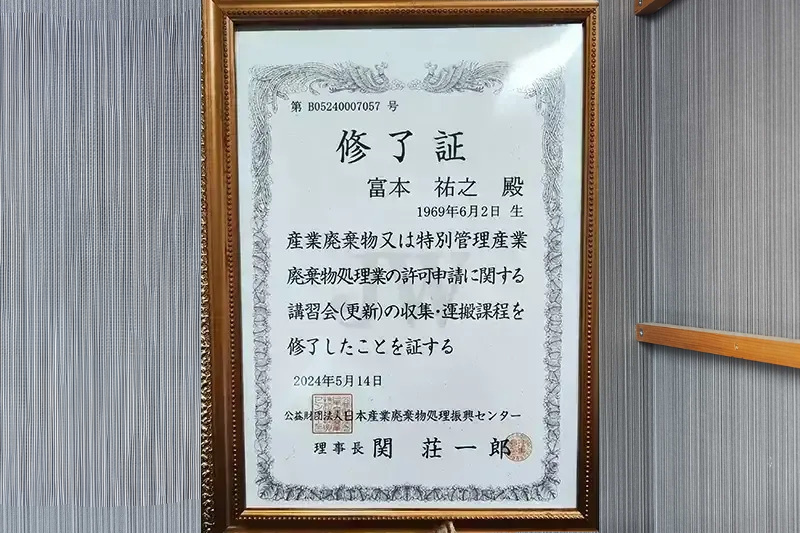 第 B05240007057 号
修了証
富本 祐之 殿
1969年6月2日 生
産業廃棄物又は特別管理産業
廃棄物処理業の許可申請に関する
講習会(更新)の収集・運搬課程を
修了したことを証する
2024年5月14日
公益財団法人日本産業廃棄物処理振興センター
理事長 関 荘一郎